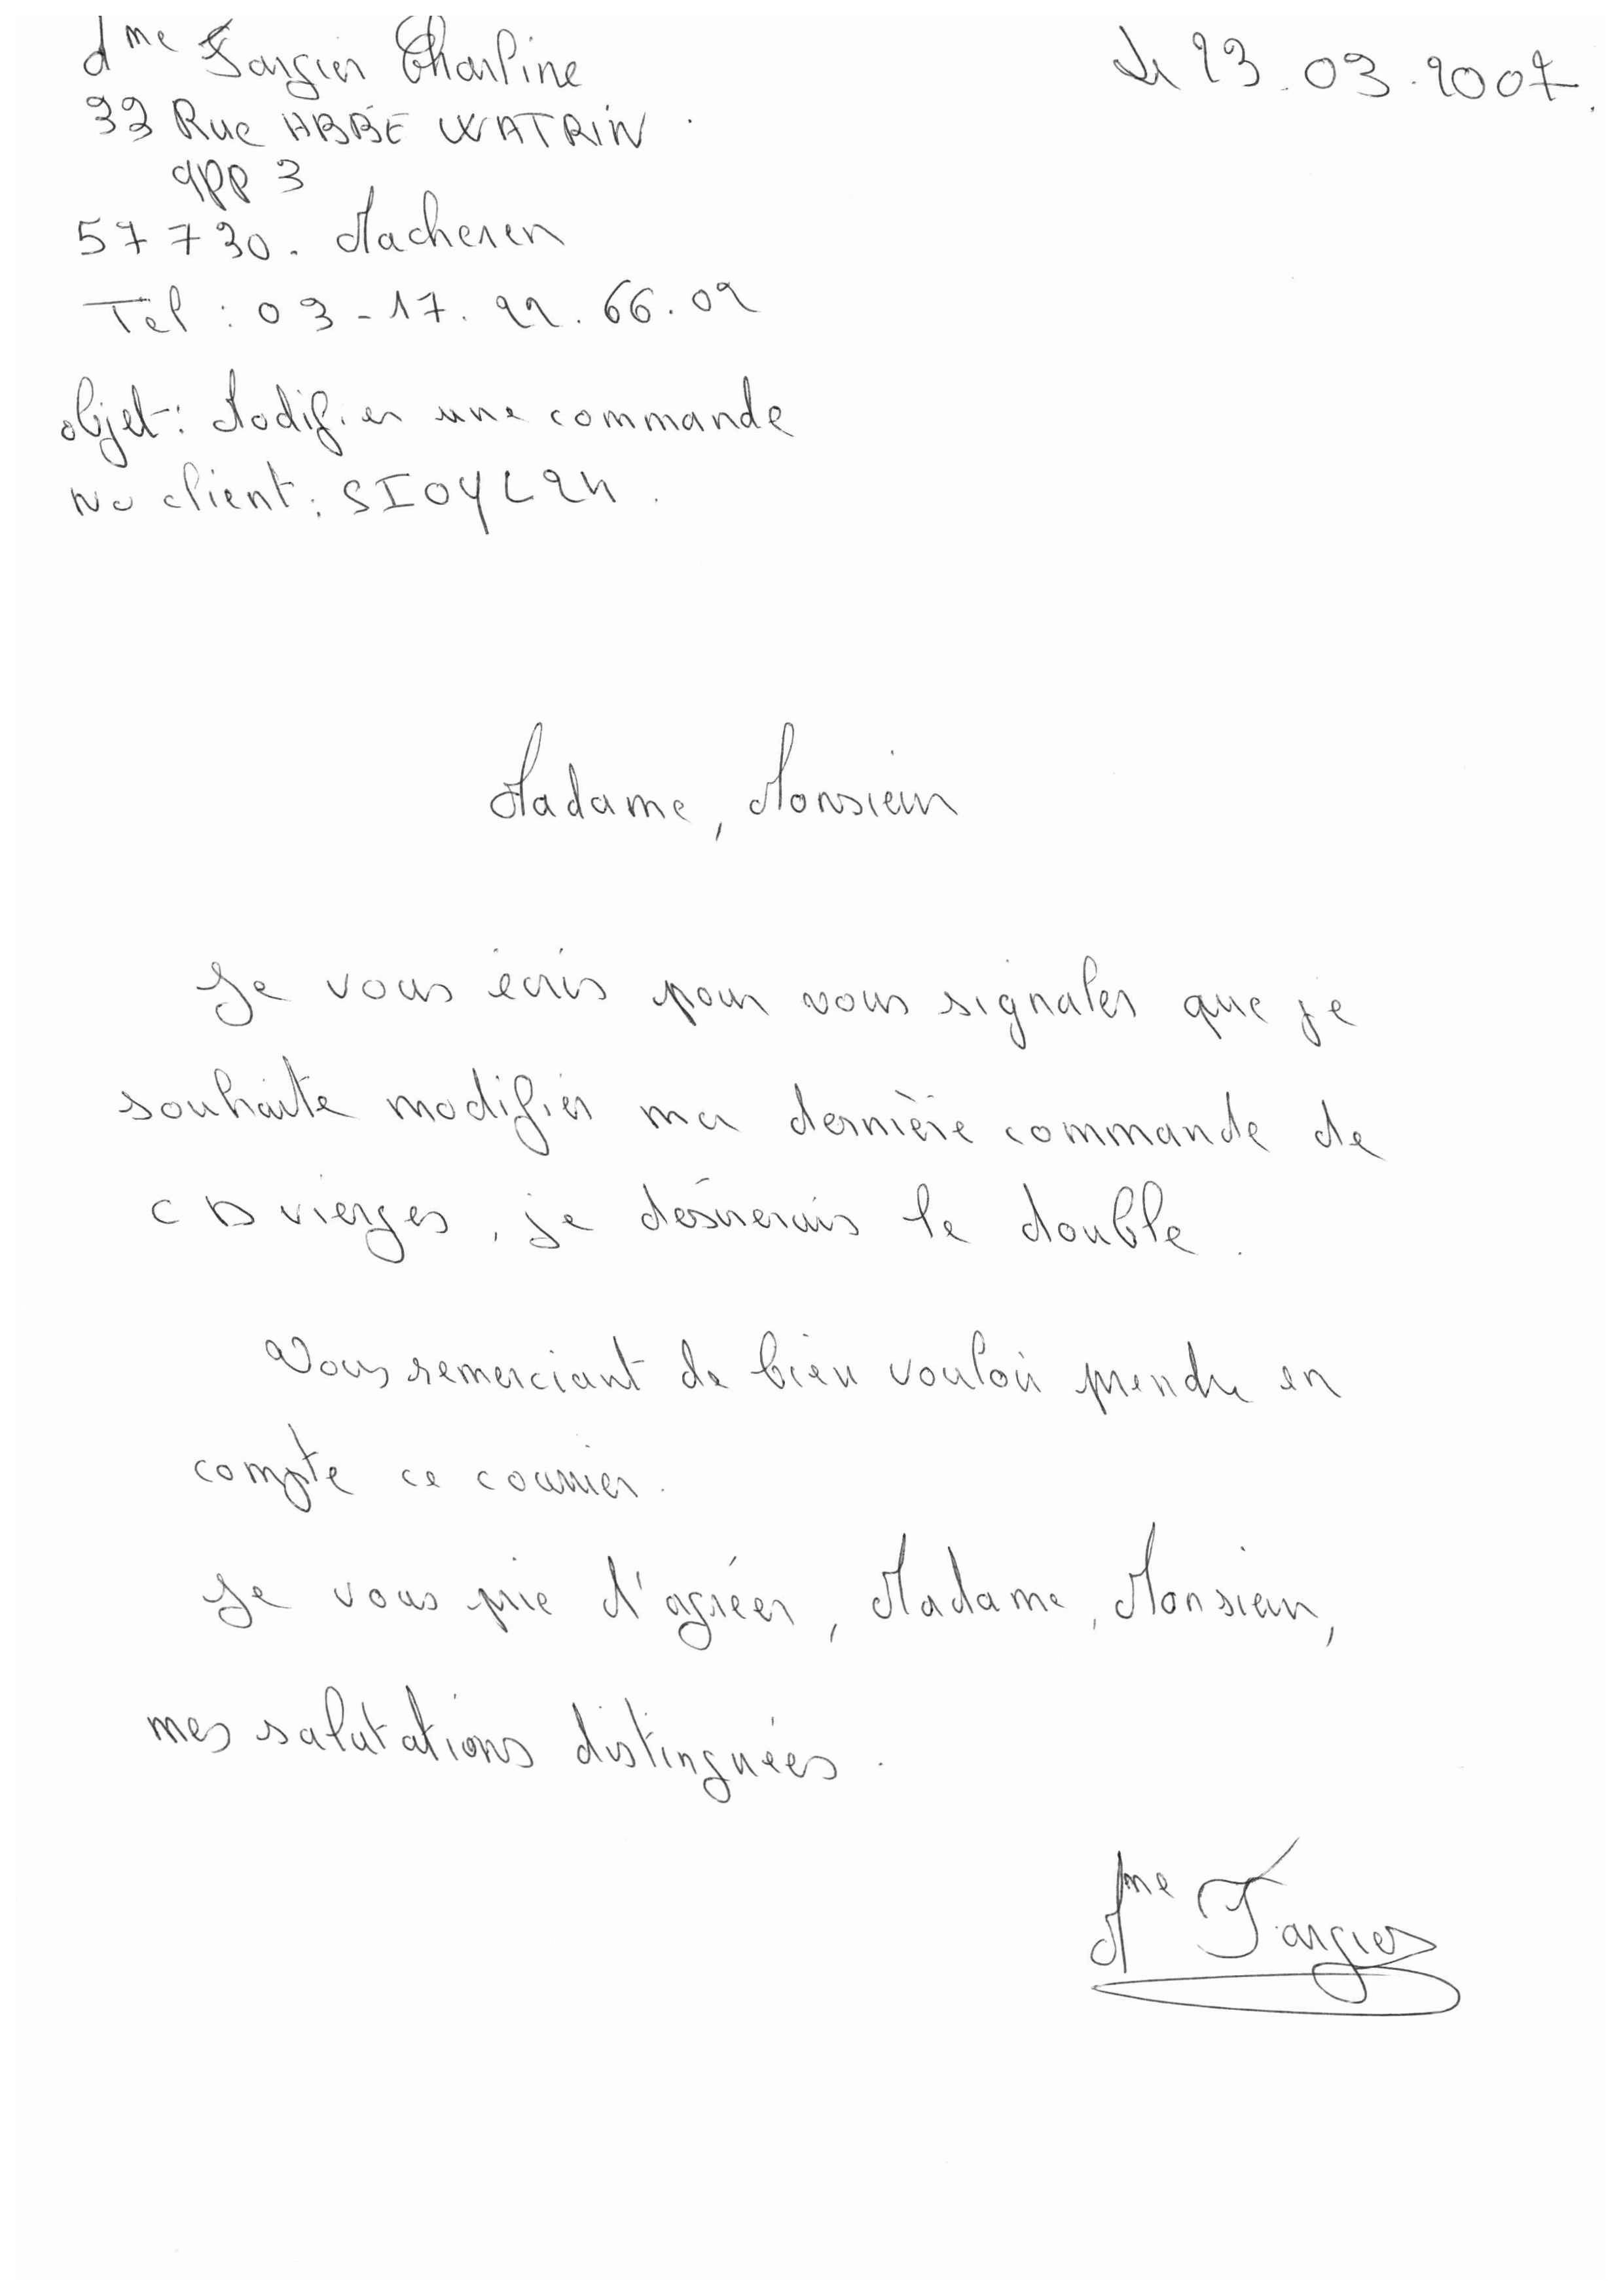 Mme Fargier Charline
Le 23.03.2007.
33 Rue ABBÉ WATRIN.
app 3
57730. Macheren
Tel : 03-17.22.66.02
objet : Modifier une commande
No client : SIOYL24.
Madame, Monsieur
Je vous écris pour vous signaler que je
souhaite modifier ma dernière commande de
CD vierges, je désirerais le double.
Vous remerciant de bien vouloir prendre en
compte ce courrier.
Je vous prie d'agréer, Madame, Monsieur,
mes salutations distinguées.
Mme Fargier